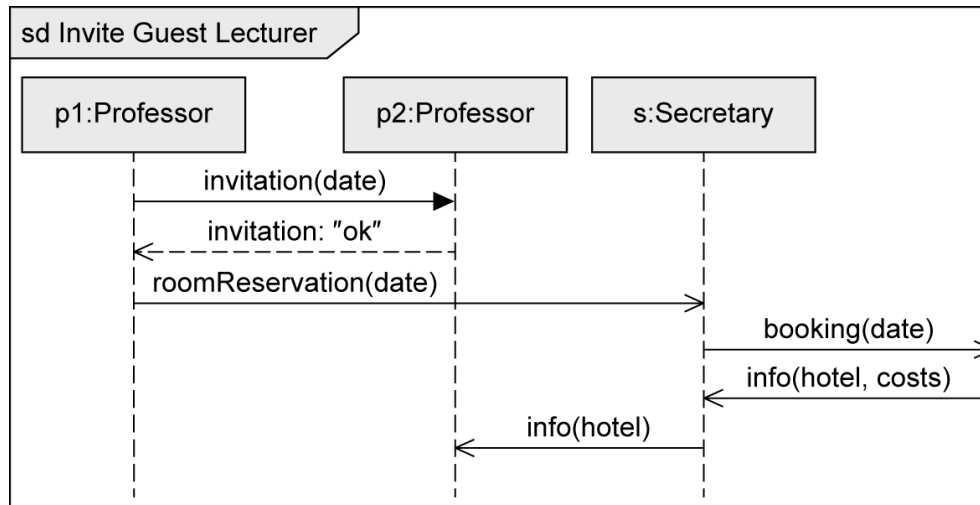 sd Invite Guest Lecturer
p1:Professor
p2:Professor
s:Secretary
invitation(date)
invitation: "ok"
roomReservation(date)
booking(date)
info(hotel, costs)
info(hotel)